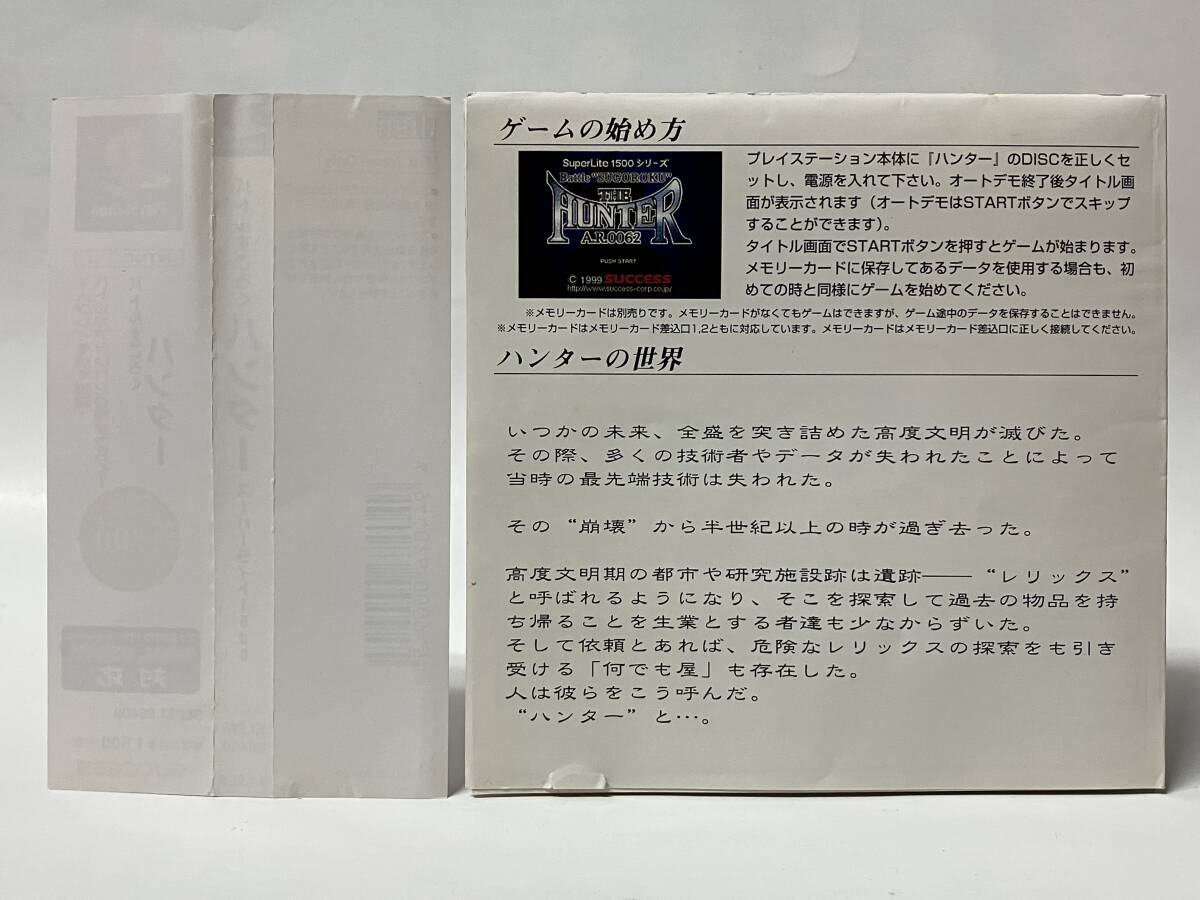 ゲームの始め方
SuperLite 1500 シリーズ
Battle "SUGOROKU"
THE
HUNTER
A.R.0062
PUSH START
© 1999 SUCCESS
http://www.success-corp.co.jp/
プレイステーション本体に『ハンター』のDISCを正しくセ
ットし、電源を入れて下さい。オートデモ終了後タイトル画
面が表示されます（オートデモはSTARTボタンでスキップ
することができます）。
タイトル画面でSTARTボタンを押すとゲームが始まります。
メモリーカードに保存してあるデータを使用する場合も、初
めての時と同様にゲームを始めてください。
※メモリーカードは別売りです。メモリーカードがなくてもゲームはできますが、ゲーム途中のデータを保存することはできません。
※メモリーカードはメモリーカード差込口1,2ともに対応しています。メモリーカードはメモリーカード差込口に正しく接続してください。
ハンターの世界
いつかの未来、全盛を突き詰めた高度文明が滅びた。
その際、多くの技術者やデータが失われたことによって
当時の最先端技術は失われた。
その“崩壊”から半世紀以上の時が過ぎ去った。
高度文明期の都市や研究施設跡は遺跡――“レリックス”
と呼ばれるようになり、そこを探索して過去の物品を持
ち帰ることを生業とする者達も少なからずいた。
そして依頼とあれば、危険なレリックスの探索をも引き
受ける「何でも屋」も存在した。
人は彼らをこう呼んだ。
“ハンター”と…。